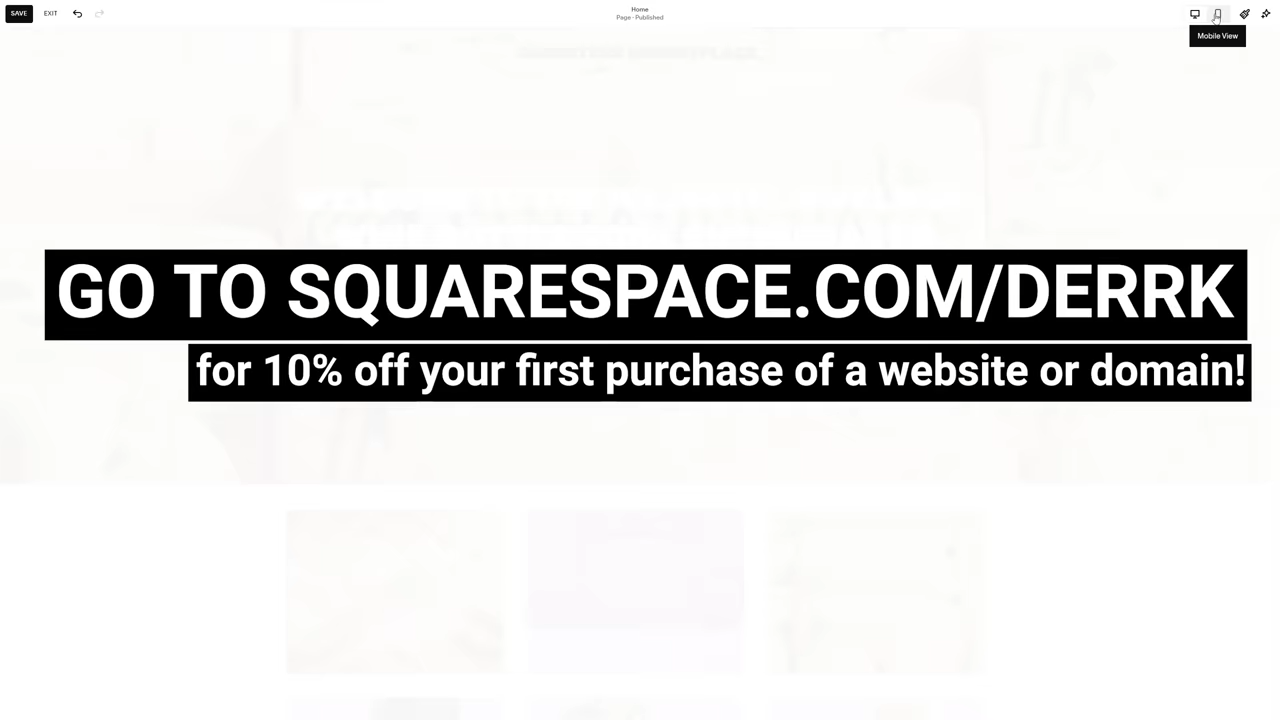 SAVE EXIT
Home
Page · Published
Mobile View
GO TO SQUARESPACE.COM/DERRK
for 10% off your first purchase of a website or domain!